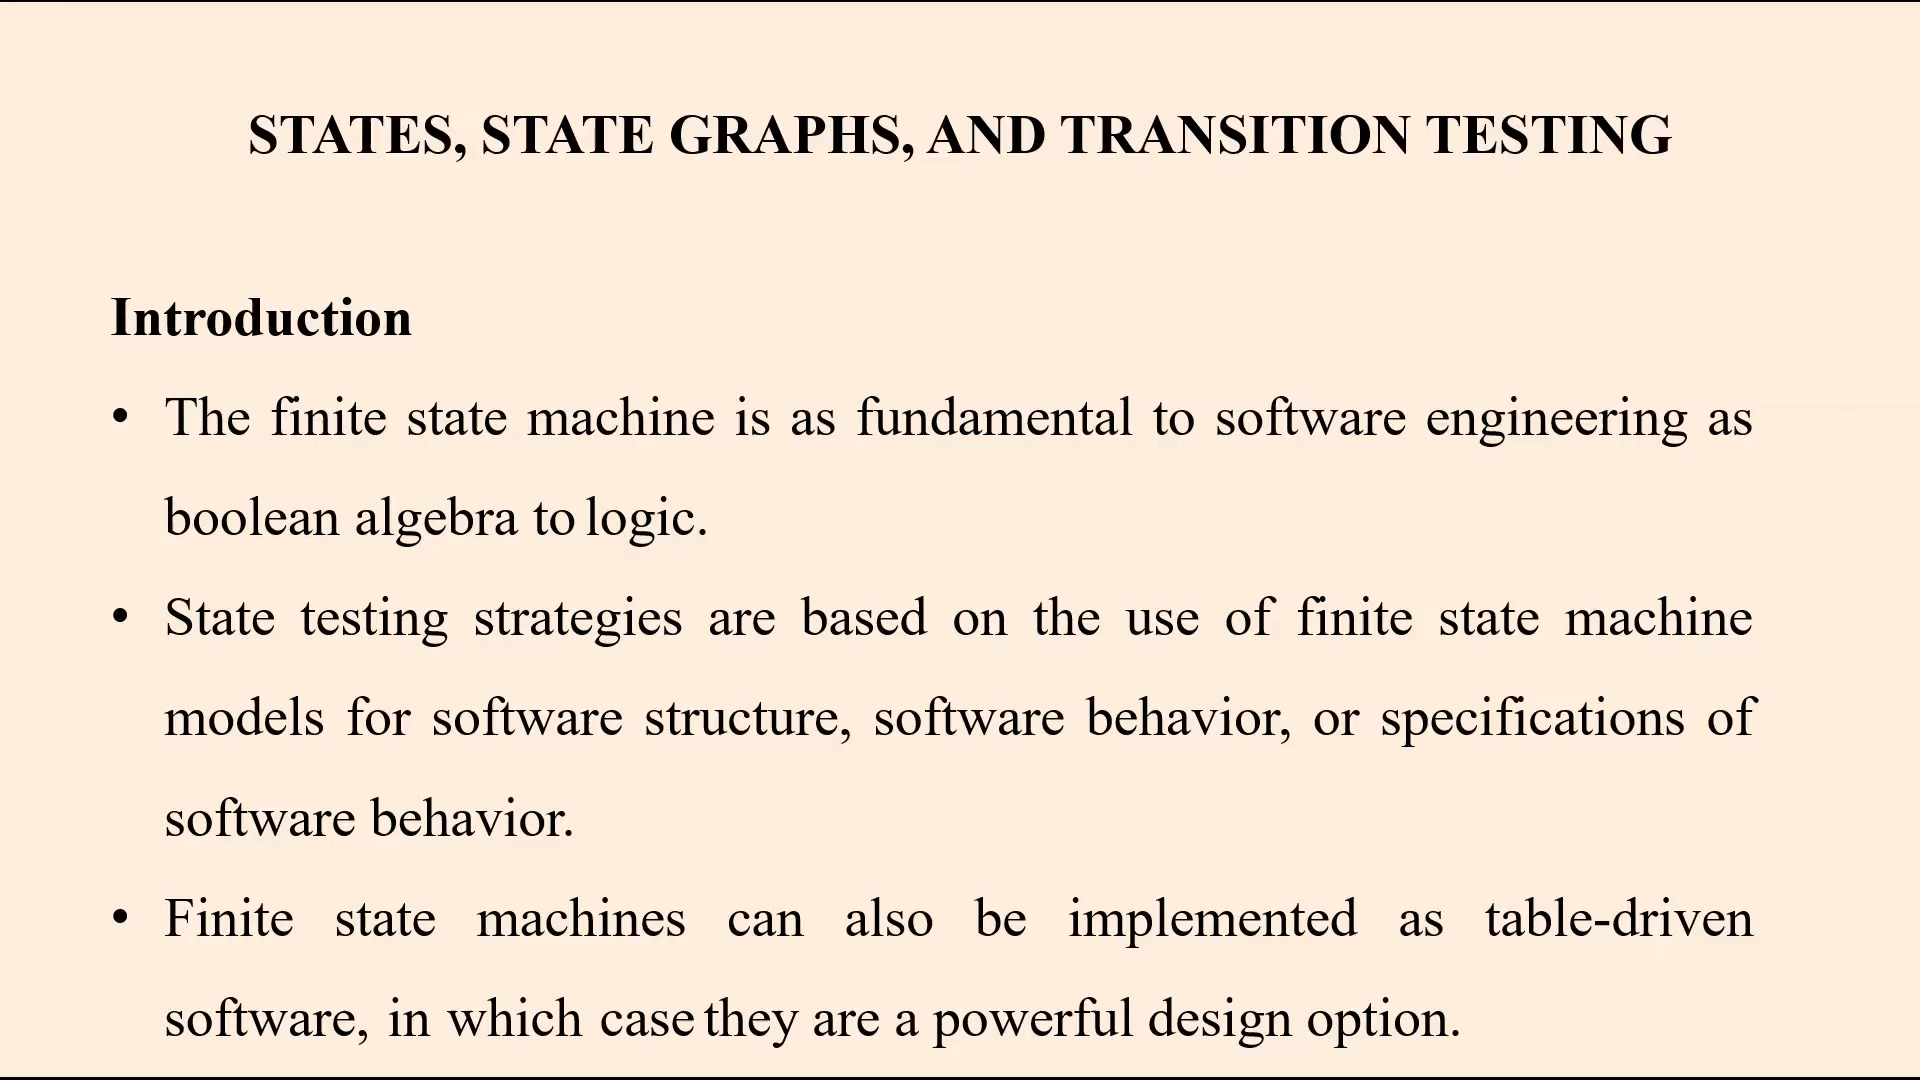 STATES, STATE GRAPHS, AND TRANSITION TESTING
Introduction
• The finite state machine is as fundamental to software engineering as
boolean algebra to logic.
• State testing strategies are based on the use of finite state machine
models for software structure, software behavior, or specifications of
software behavior.
• Finite state machines can also be implemented as table-driven
software, in which case they are a powerful design option.